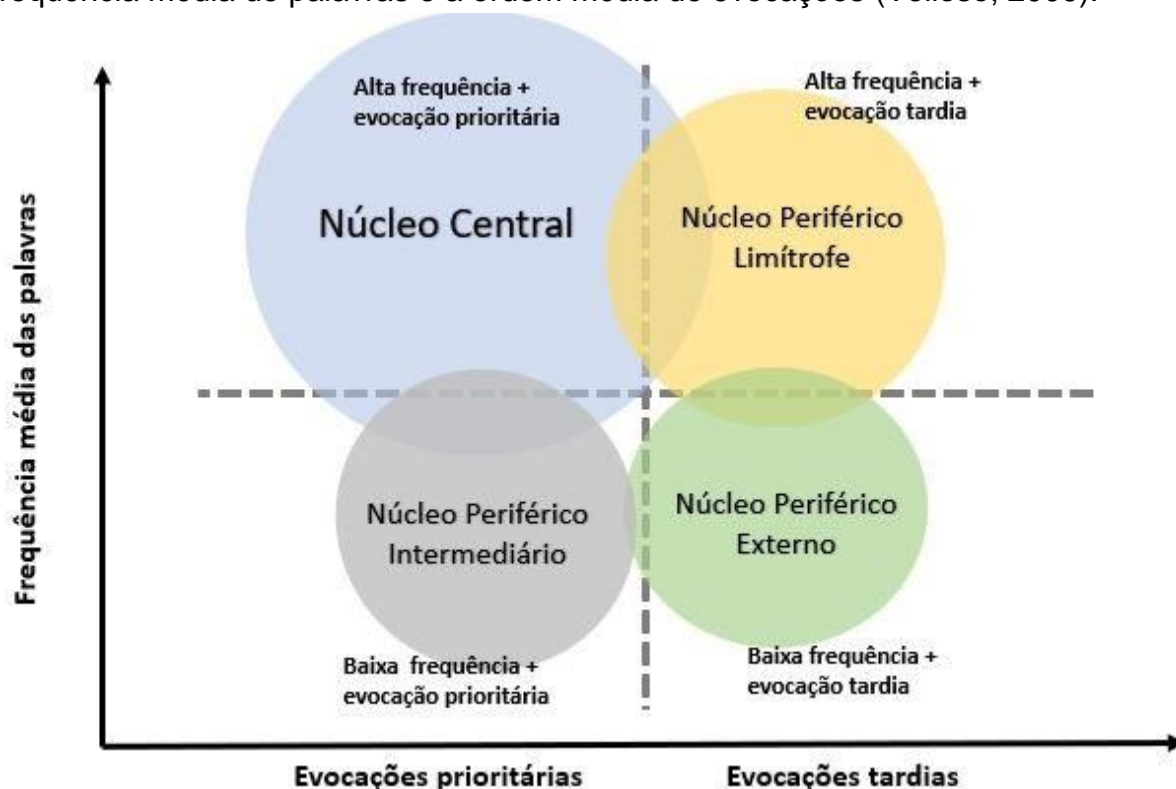 Alta frequência +
evocação prioritária
Alta frequência +
evocação tardia
Núcleo Central
Núcleo Periférico
Limítrofe
Frequência média das palavras
Núcleo Periférico
Intermediário
Núcleo Periférico
Externo
Baixa frequência +
evocação prioritária
Baixa frequência +
evocação tardia
Evocações prioritárias
Evocações tardias